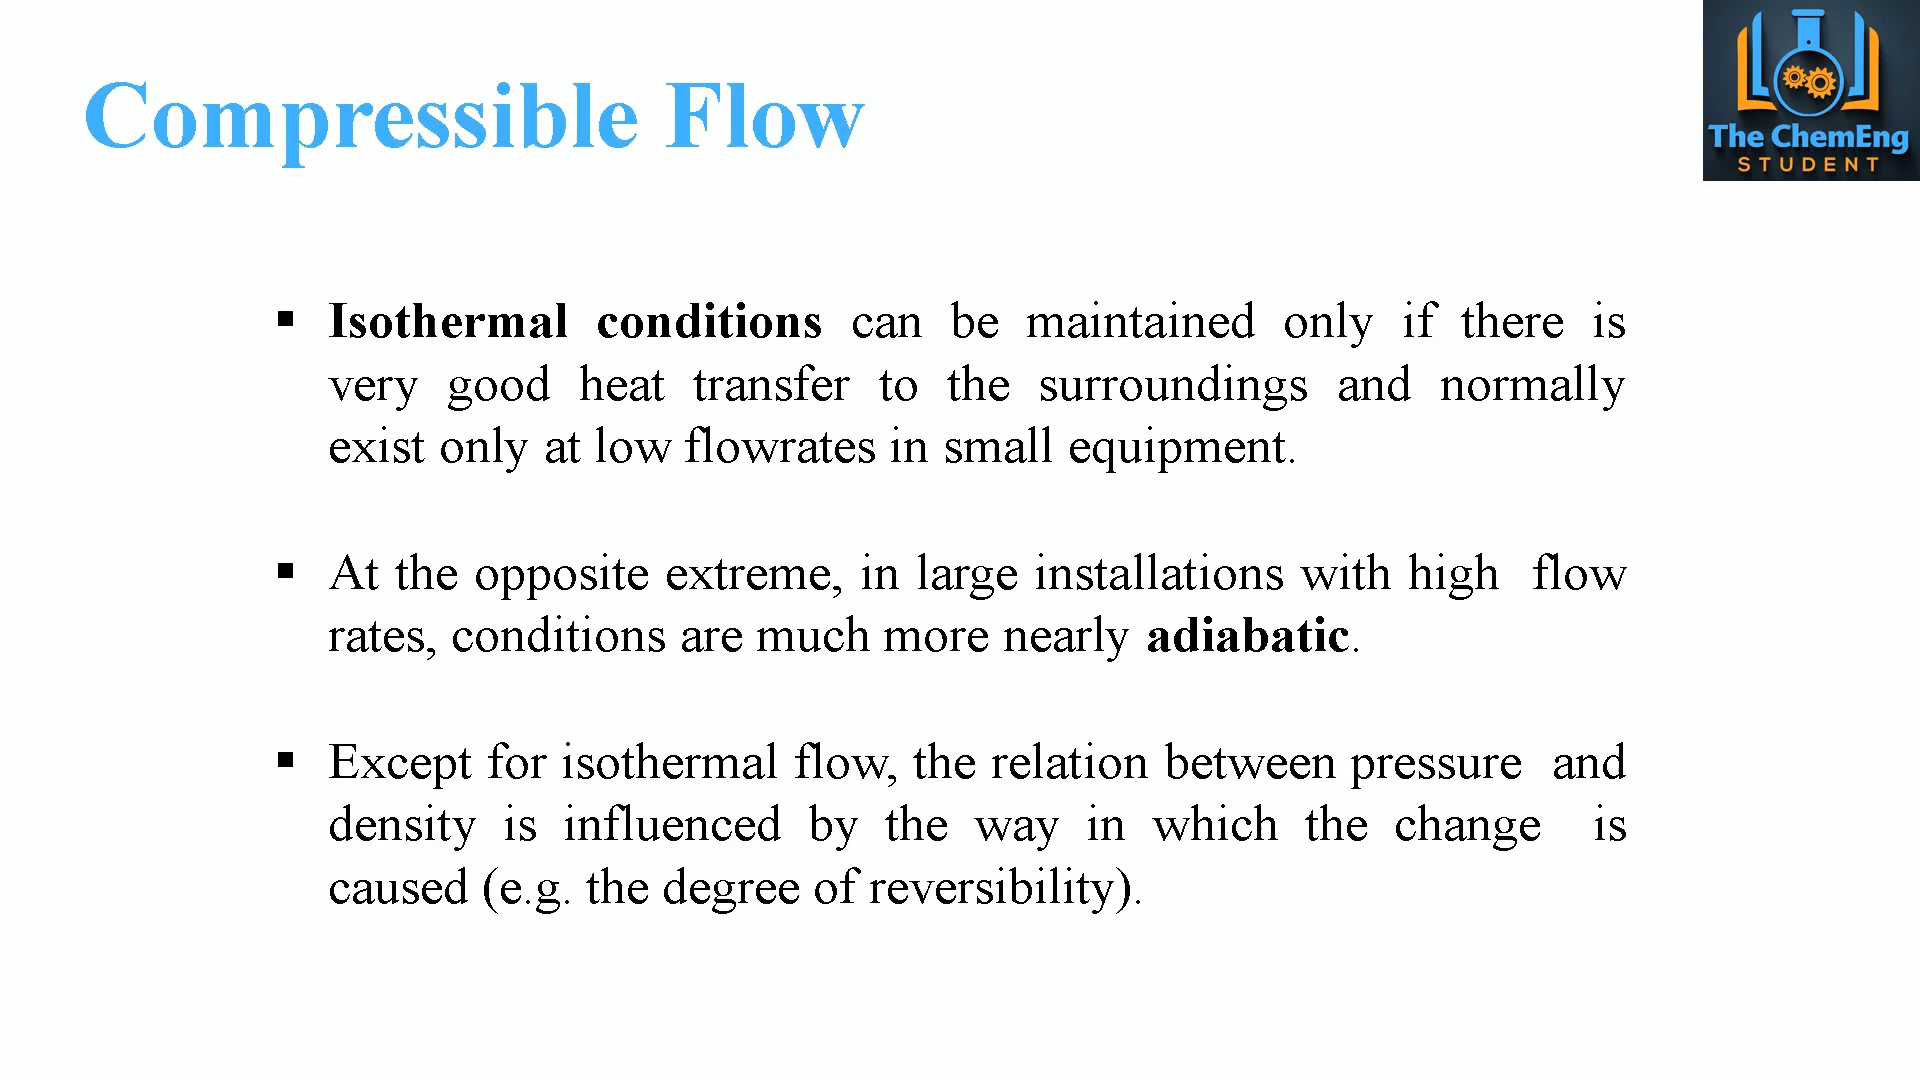 Compressible Flow
The ChemEng
STUDENT
▪ Isothermal conditions can be maintained only if there is
very good heat transfer to the surroundings and normally
exist only at low flowrates in small equipment.
▪ At the opposite extreme, in large installations with high flow
rates, conditions are much more nearly adiabatic.
▪ Except for isothermal flow, the relation between pressure and
density is influenced by the way in which the change is
caused (e.g. the degree of reversibility).